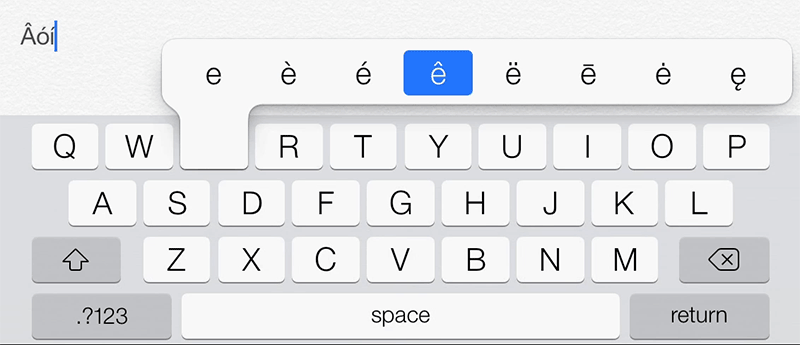 Âóí
e è é ê ë ē ė ę
Q W R T Y U I O P
A S D F G H J K L
Z X C V B N M
.?123 space return